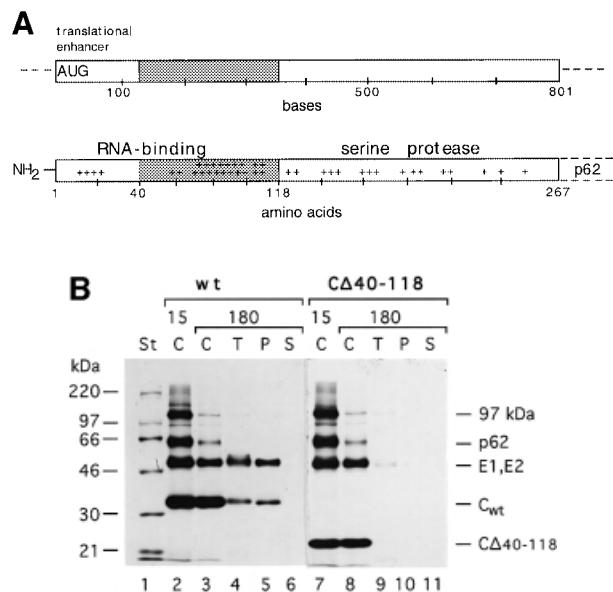 A
translational
enhancer
AUG
100 500 801
bases
RNA-binding serine protease
NH2 ++++ p62
1 40 118 267
amino acids
B
wt CΔ40-118
15 180 15 180
St C C T P S C C T P S
kDa
220
97
66
46
30
21
97 kDa
p62
E1,E2
Cwt
CΔ40-118
1 2 3 4 5 6 7 8 9 10 11